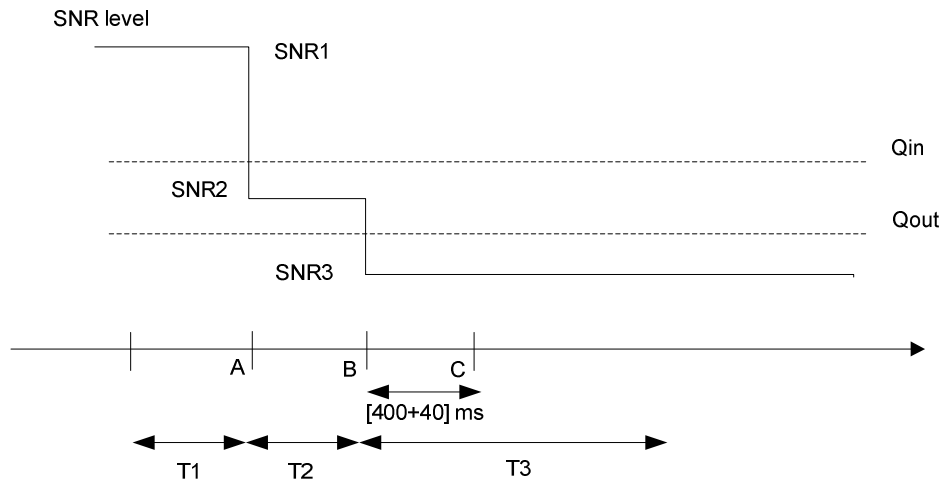 SNR level
SNR1
Qin
SNR2
Qout
SNR3
A
B
C
[400+40] ms
T1
T2
T3